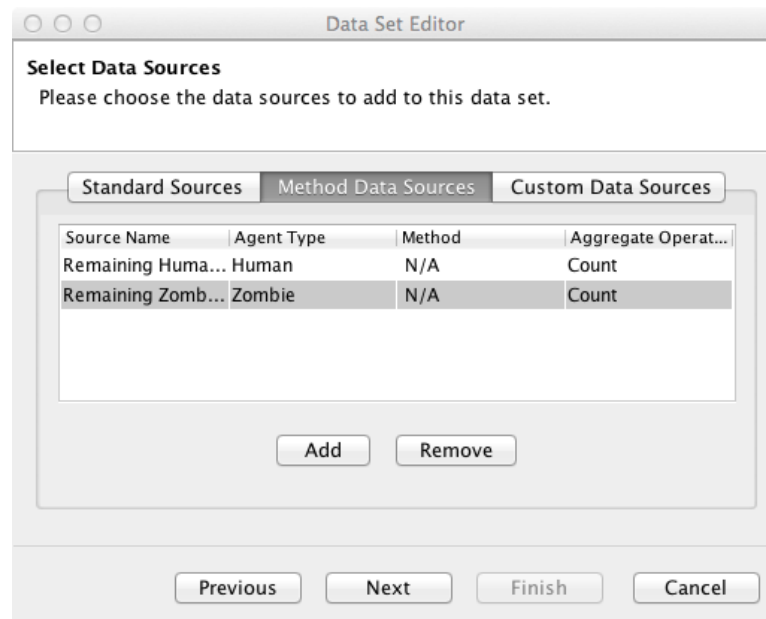 Data Set Editor
Select Data Sources
Please choose the data sources to add to this data set.
Standard Sources Method Data Sources Custom Data Sources
Source Name Agent Type Method Aggregate Operat...
Remaining Huma... Human N/A Count
Remaining Zomb... Zombie N/A Count
Add Remove
Previous Next Finish Cancel